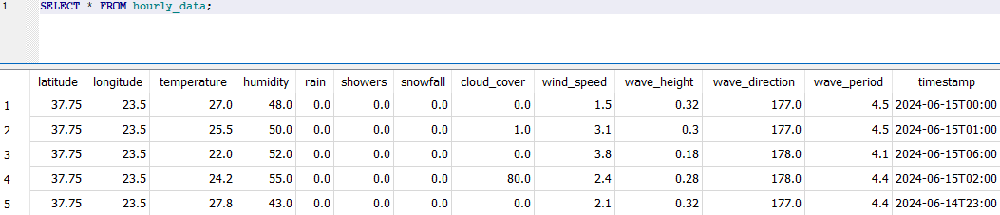 1 SELECT * FROM hourly_data;
latitude longitude temperature humidity rain showers snowfall cloud_cover wind_speed wave_height wave_direction wave_period timestamp
1 37.75 23.5 27.0 48.0 0.0 0.0 0.0 0.0 1.5 0.32 177.0 4.5 2024-06-15T00:00
2 37.75 23.5 25.5 50.0 0.0 0.0 0.0 1.0 3.1 0.3 177.0 4.5 2024-06-15T01:00
3 37.75 23.5 22.0 52.0 0.0 0.0 0.0 0.0 3.8 0.18 178.0 4.1 2024-06-15T06:00
4 37.75 23.5 24.2 55.0 0.0 0.0 0.0 80.0 2.4 0.28 178.0 4.4 2024-06-15T02:00
5 37.75 23.5 27.8 43.0 0.0 0.0 0.0 0.0 2.1 0.32 177.0 4.4 2024-06-14T23:00